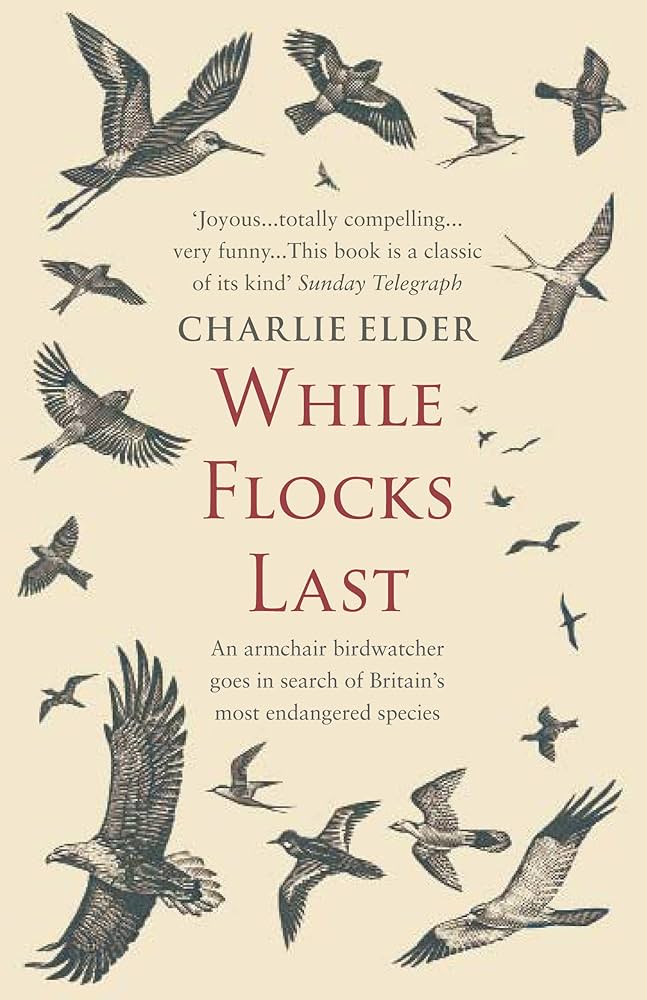 ‘Joyous...totally compelling...
very funny...This book is a classic
of its kind’ Sunday Telegraph
CHARLIE ELDER
WHILE
FLOCKS
LAST
An armchair birdwatcher
goes in search of Britain’s
most endangered species